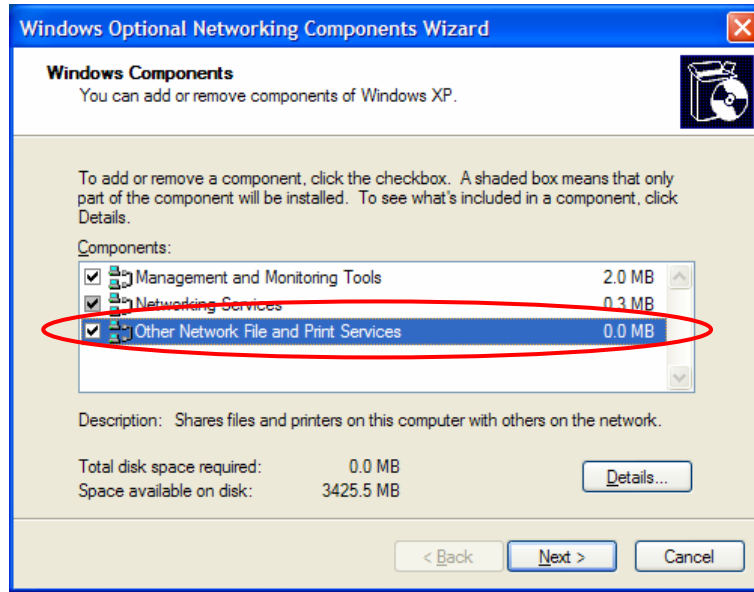 Windows Optional Networking Components Wizard
Windows Components
You can add or remove components of Windows XP.
To add or remove a component, click the checkbox. A shaded box means that only
part of the component will be installed. To see what's included in a component, click
Details.
Components:
Management and Monitoring Tools 2.0 MB
Networking Services 0.3 MB
Other Network File and Print Services 0.0 MB
Description: Shares files and printers on this computer with others on the network.
Total disk space required: 0.0 MB
Space available on disk: 3425.5 MB
Details...
< Back Next > Cancel